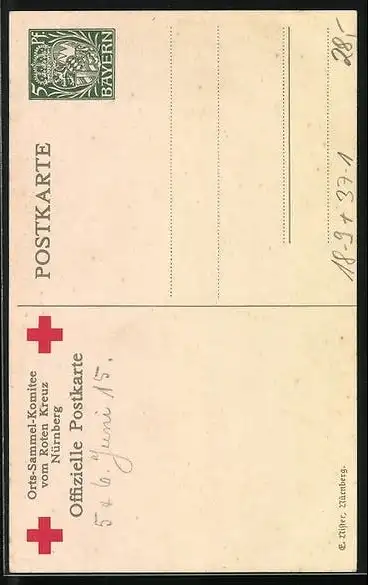 Orts-Sammel-Komitee
vom Roten Kreuz
Nürnberg
Offizielle Postkarte
5 + 6. Juni 15.
E. Nister, Nürnberg.
POSTKARTE
5 Pf
BAYERN
28,-
18-9 + 37-1